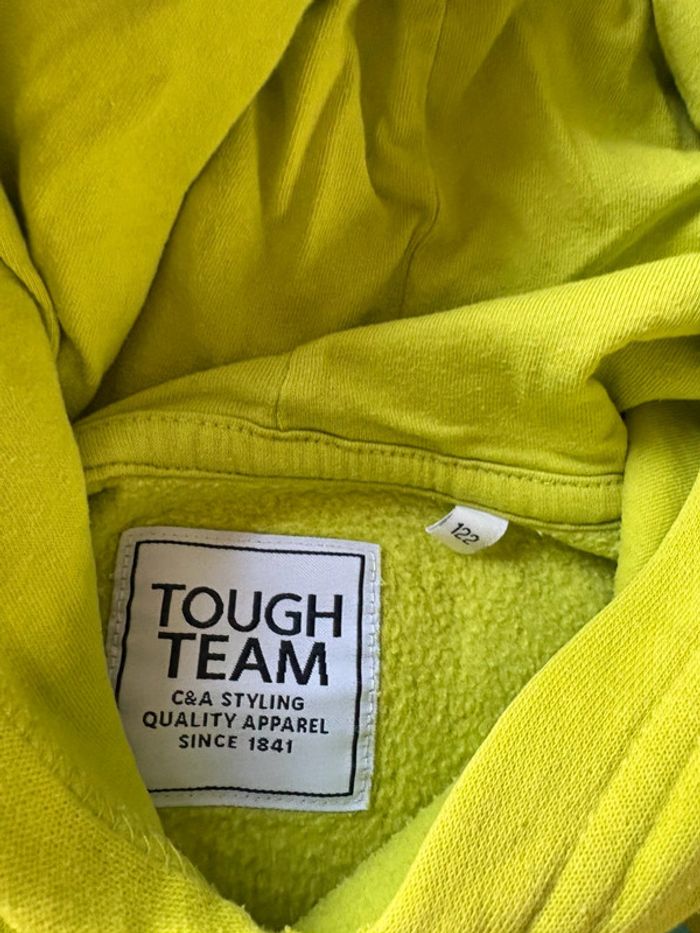 122
TOUGH
TEAM
C&A STYLING
QUALITY APPAREL
SINCE 1841